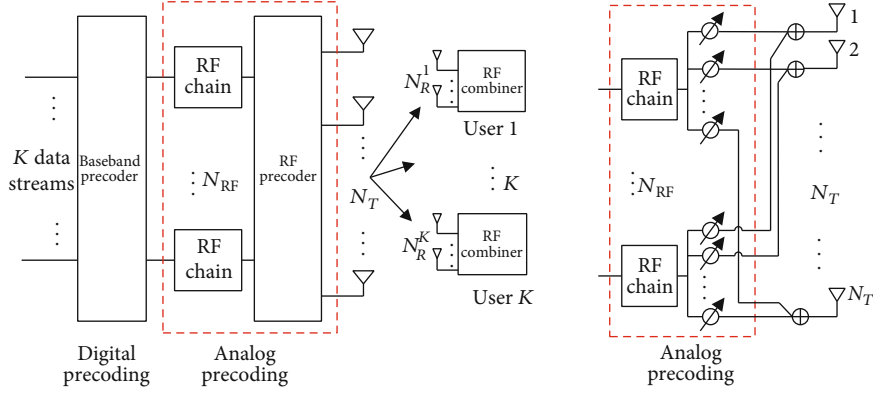 K data
streams
Baseband
precoder
RF
chain
N_RF
RF
chain
RF
precoder
N_T
N_R^1
RF
combiner
User 1
K
N_R^K
RF
combiner
User K
Digital
precoding
Analog
precoding
RF
chain
N_RF
RF
chain
1
2
N_T
N_T
Analog
precoding